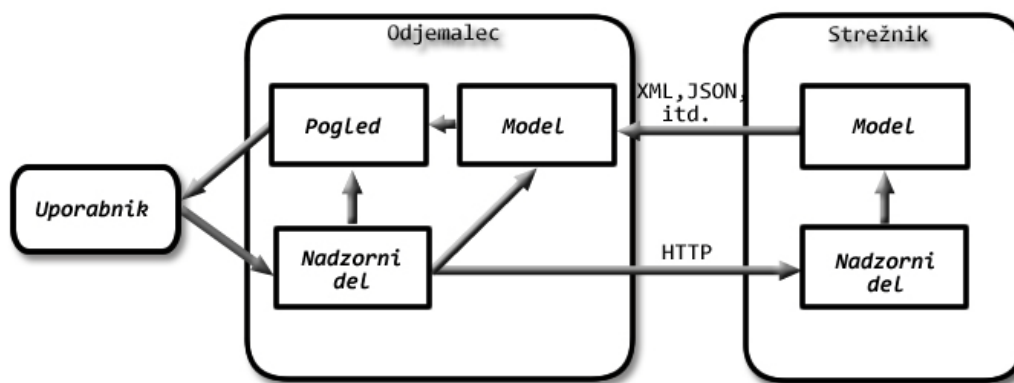 Odjemalec
Strežnik
XML,JSON,
itd.
Pogled
Model
Model
Uporabnik
Nadzorni
del
HTTP
Nadzorni
del